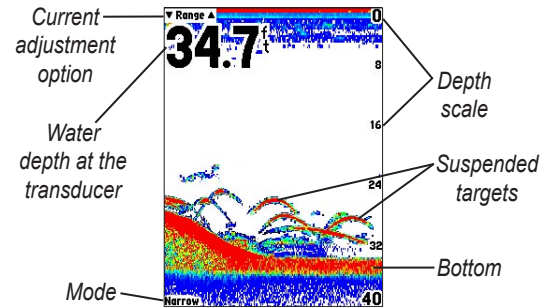 Current
adjustment
option
▼ Range ▲
34.7 ft
0
8
16
24
32
40
Narrow
Water
depth at the
transducer
Mode
Depth
scale
Suspended
targets
Bottom